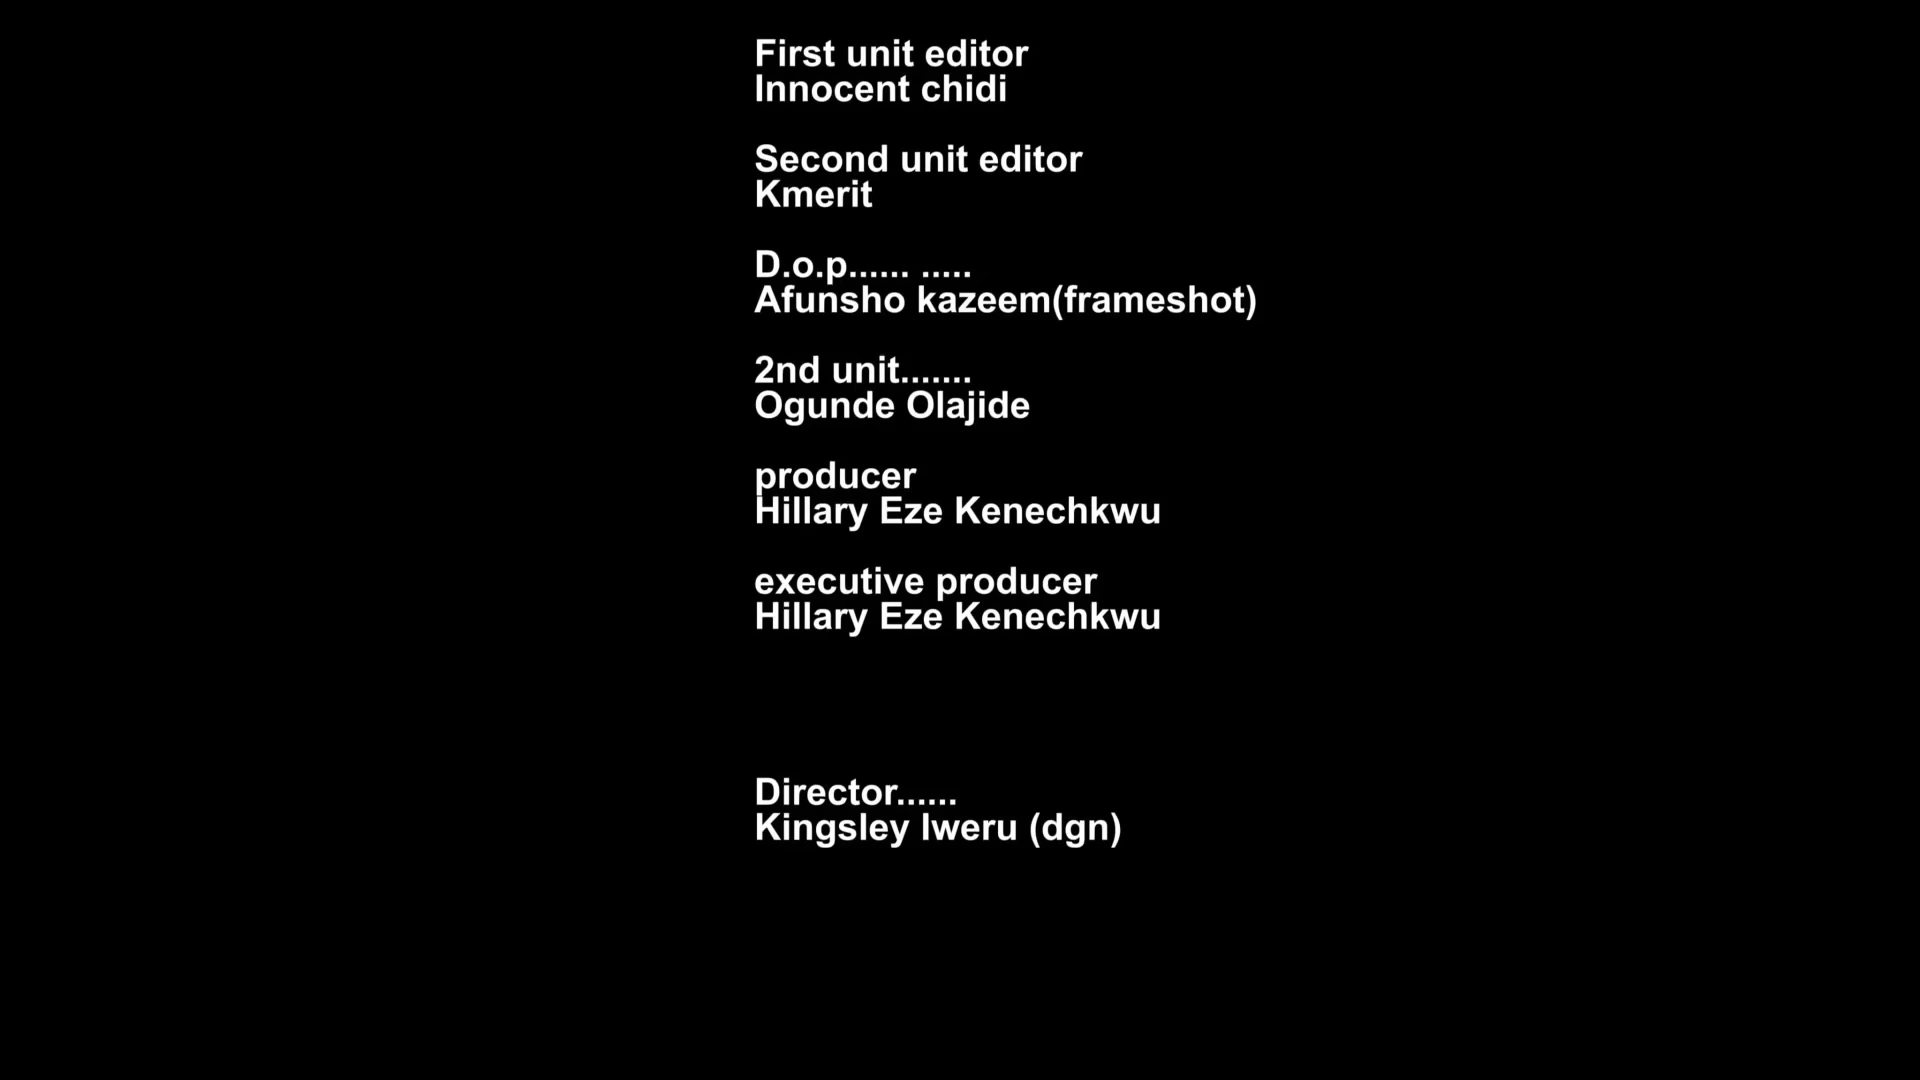 First unit editor
Innocent chidi
Second unit editor
Kmerit
D.o.p...... .....
Afunsho kazeem(frameshot)
2nd unit.......
Ogunde Olajide
producer
Hillary Eze Kenechkwu
executive producer
Hillary Eze Kenechkwu
Director......
Kingsley Iweru (dgn)